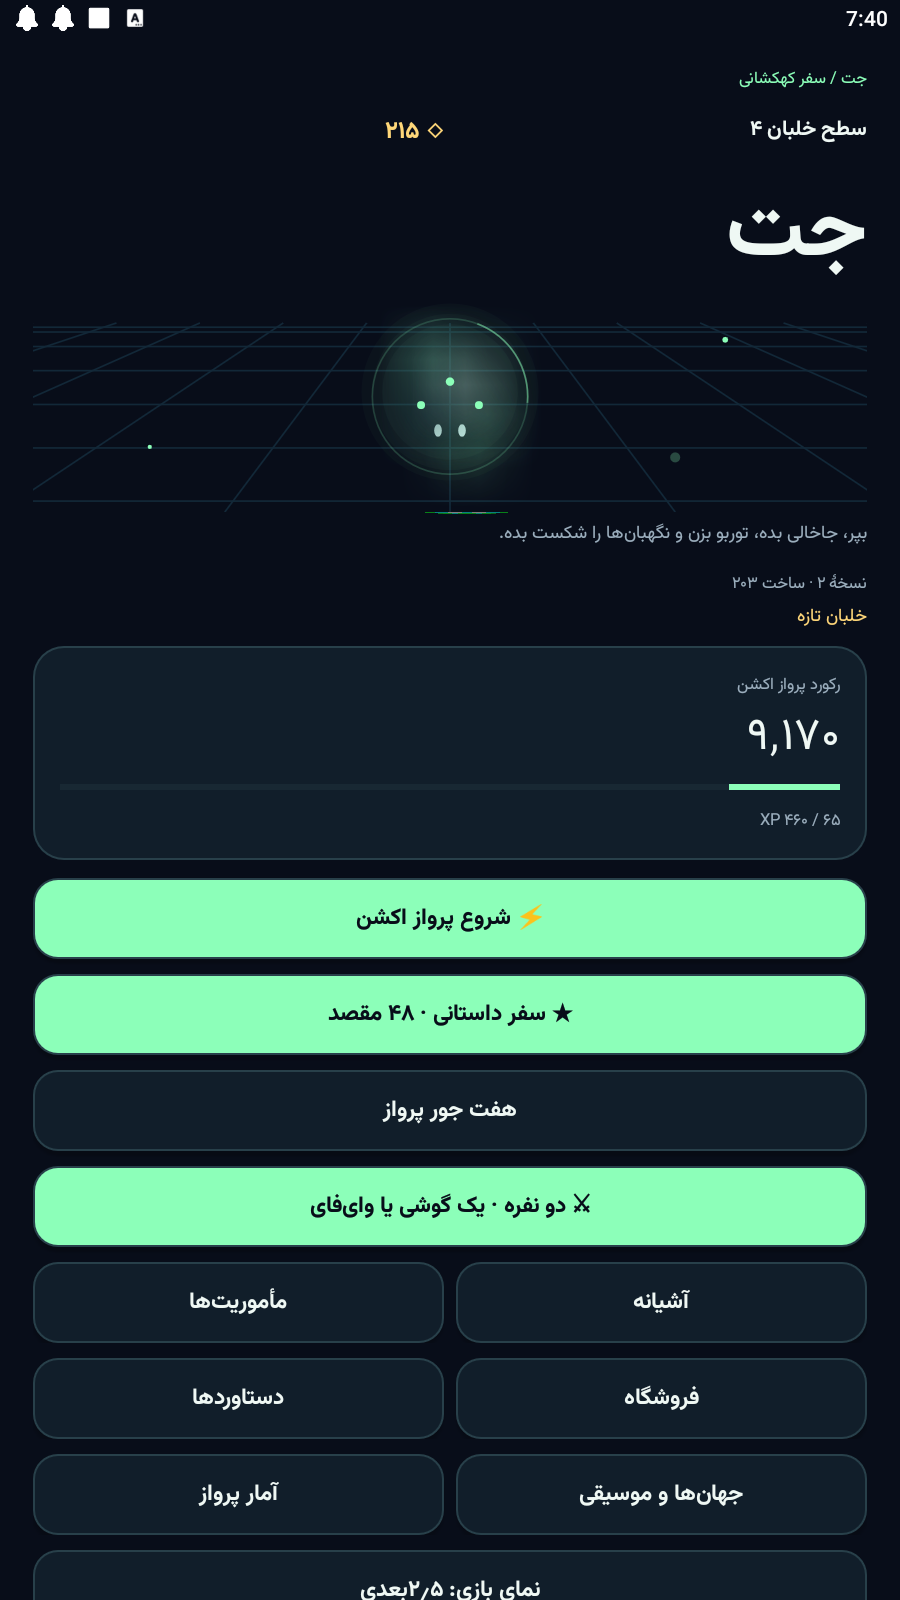 7:40
جت / سفر کهکشانی
سطح خلبان ۴
◇ ۲۱۵
جت
بپر، جاخالی بده، توربو بزن و نگهبان‌ها را شکست بده.
نسخهٔ ۲ · ساخت ۲۰۳
خلبان تازه
رکورد پرواز اکشن
۹,۱۷۰
۶۵ / ۴۶۰ XP
⚡ شروع پرواز اکشن
★ سفر داستانی · ۴۸ مقصد
هفت جور پرواز
⚔ دو نفره · یک گوشی یا وای‌فای
آشیانه
مأموریت‌ها
فروشگاه
دستاوردها
جهان‌ها و موسیقی
آمار پرواز
نمای بازی: ۲٫۵بعدی